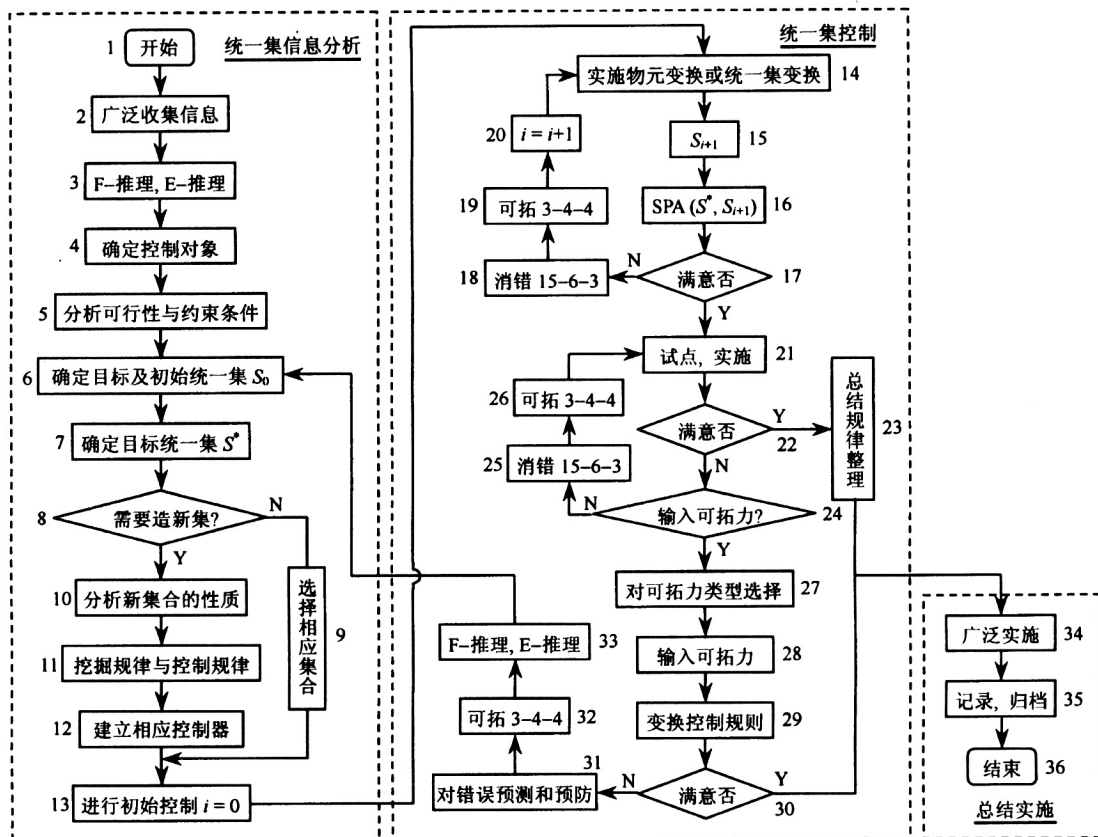 统一集信息分析
1 开始
2 广泛收集信息
3 F-推理, E-推理
4 确定控制对象
5 分析可行性与约束条件
6 确定目标及初始统一集 S₀
7 确定目标统一集 S*
8 需要造新集?
N
Y
选择相应集合 9
10 分析新集合的性质
11 挖掘规律与控制规律
12 建立相应控制器
13 进行初始控制 i = 0
统一集控制
实施物元变换或统一集变换 14
Sᵢ₊₁ 15
SPA (S*, Sᵢ₊₁) 16
满意否 17
N
Y
18 消错 15-6-3
19 可拓 3-4-4
20 i = i+1
试点, 实施 21
满意否 22
Y
N
总结规律整理 23
输入可拓力? 24
N
Y
25 消错 15-6-3
26 可拓 3-4-4
对可拓力类型选择 27
输入可拓力 28
变换控制规则 29
满意否 30
N
Y
对错误预测和预防 31
可拓 3-4-4 32
F-推理, E-推理 33
广泛实施 34
记录, 归档 35
结束 36
总结实施